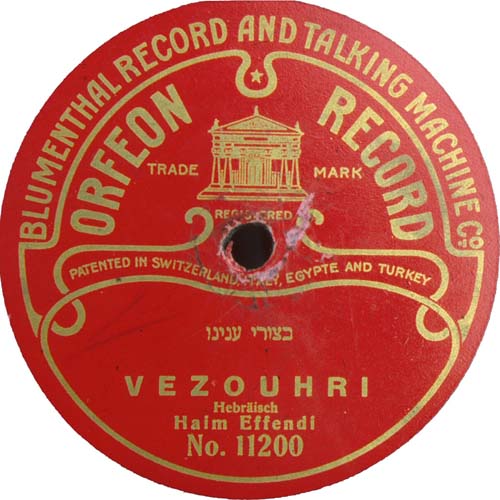 BLUMENTHAL RECORD AND TALKING MACHINE Co
ORFEON RECORD
TRADE MARK
REGISTERED
PATENTED IN SWITZERLAND, ITALY, EGYPTE AND TURKEY
בצורי ענינו
VEZOUHRI
Hebräisch
Haim Effendi
No. 11200